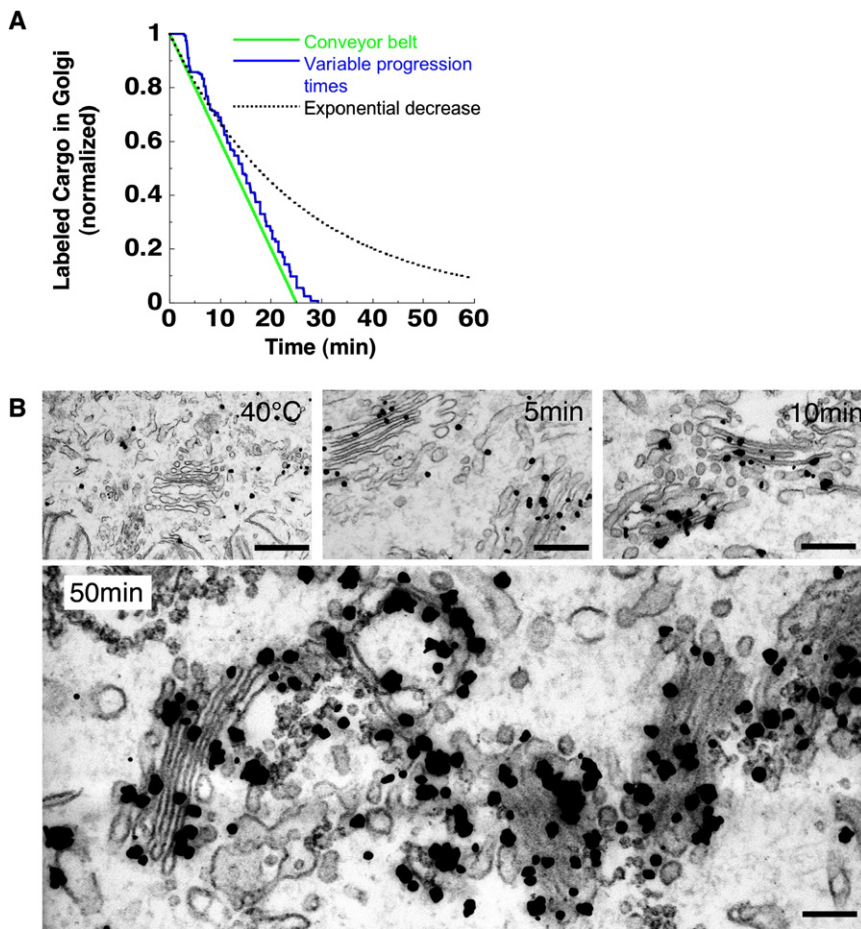 A
Labeled Cargo in Golgi
(normalized)
1
0.8
0.6
0.4
0.2
0
0 10 20 30 40 50 60
Time (min)
Conveyor belt
Variable progression
times
Exponential decrease
B
40°C
5min
10min
50min